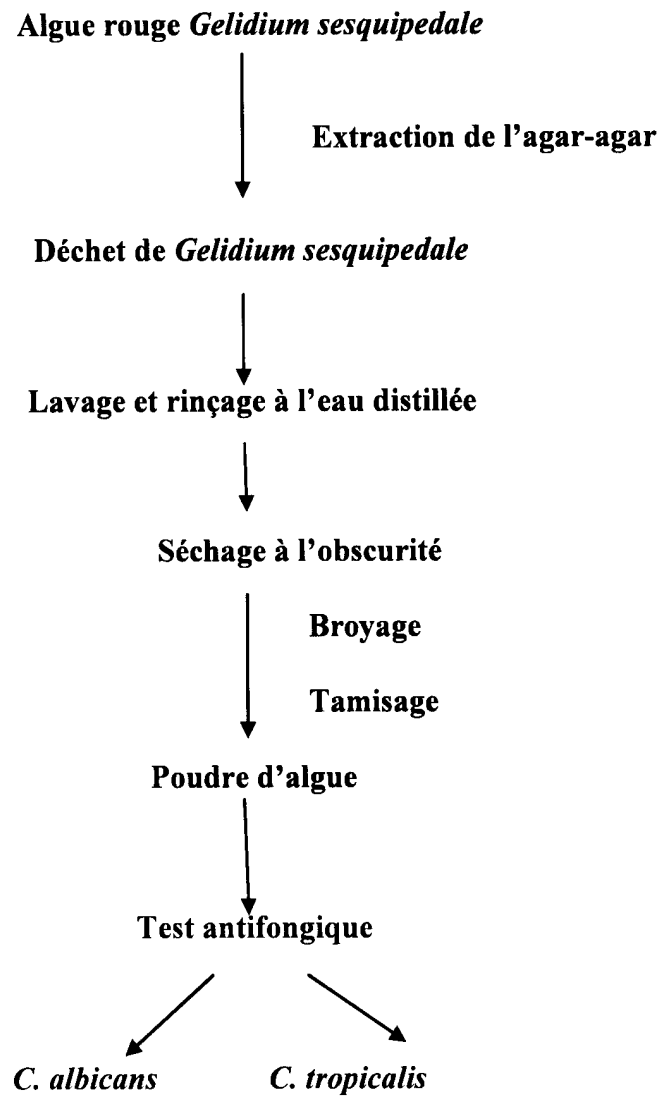 Algue rouge Gelidium sesquipedale
Extraction de l'agar-agar
Déchet de Gelidium sesquipedale
Lavage et rinçage à l'eau distillée
Séchage à l'obscurité
Broyage
Tamisage
Poudre d'algue
Test antifongique
C. albicans C. tropicalis